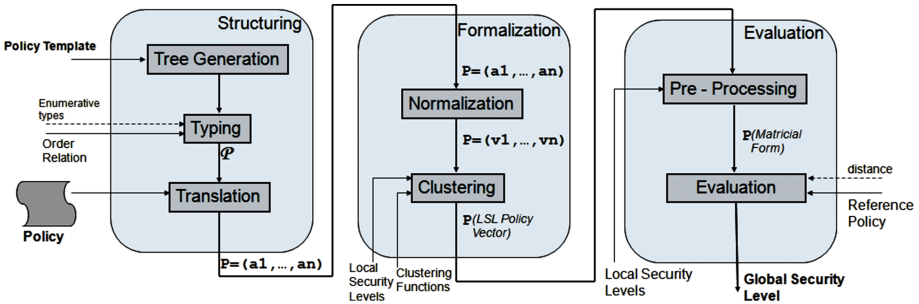 Structuring
Policy Template
Tree Generation
Enumerative
types
Typing
Order
Relation
𝒫
Translation
Policy
P=(a1,…,an)
Formalization
P=(a1,…,an)
Normalization
P=(v1,…,vn)
Clustering
P(LSL Policy
Vector)
Local
Security
Levels
Clustering
Functions
Evaluation
Pre - Processing
P(Matricial
Form)
Evaluation
distance
Reference
Policy
Local Security
Levels
Global Security
Level